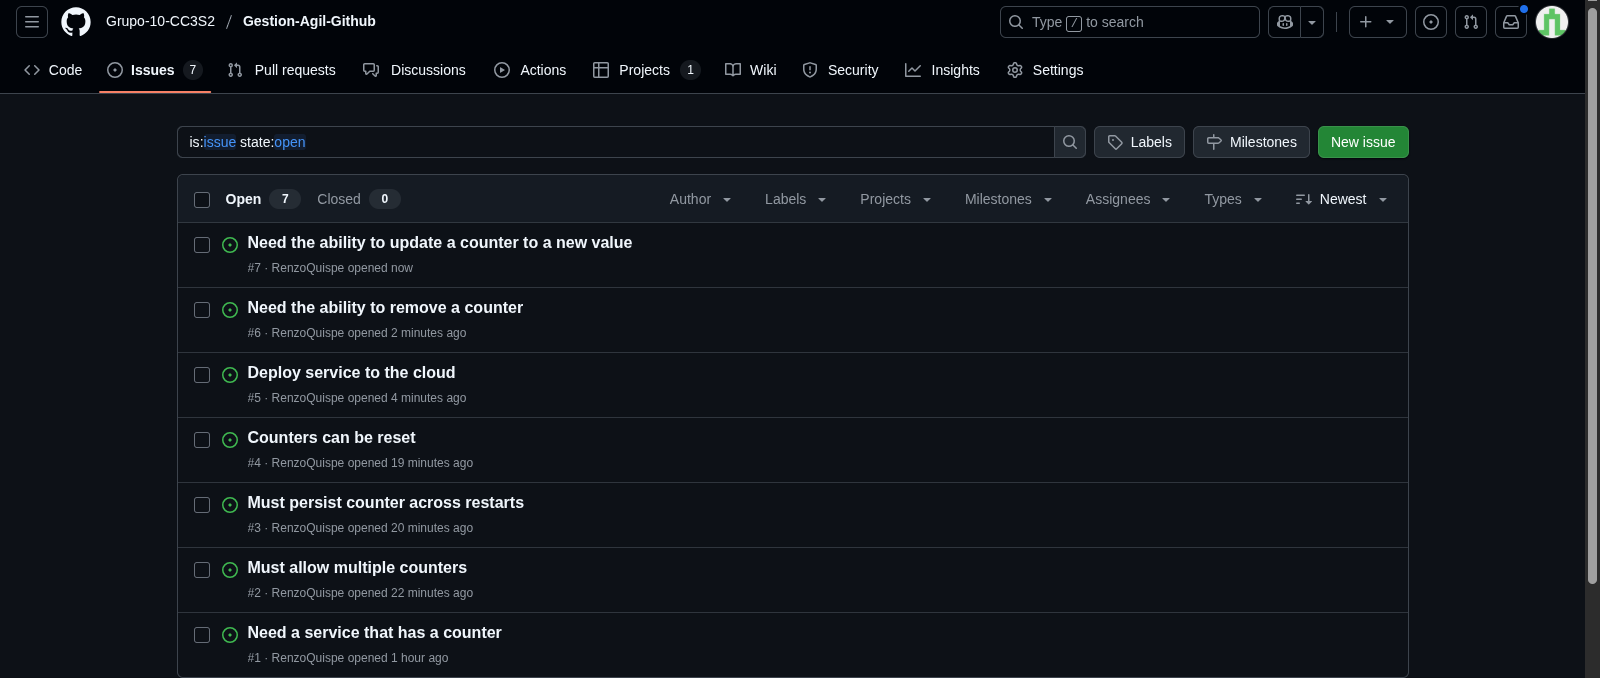 Grupo-10-CC3S2 / Gestion-Agil-Github Type / to search
Code Issues 7 Pull requests Discussions Actions Projects 1 Wiki Security Insights Settings
is:issue state:open Labels Milestones New issue
Open 7 Closed 0 Author Labels Projects Milestones Assignees Types Newest
Need the ability to update a counter to a new value
#7 · RenzoQuispe opened now
Need the ability to remove a counter
#6 · RenzoQuispe opened 2 minutes ago
Deploy service to the cloud
#5 · RenzoQuispe opened 4 minutes ago
Counters can be reset
#4 · RenzoQuispe opened 19 minutes ago
Must persist counter across restarts
#3 · RenzoQuispe opened 20 minutes ago
Must allow multiple counters
#2 · RenzoQuispe opened 22 minutes ago
Need a service that has a counter
#1 · RenzoQuispe opened 1 hour ago